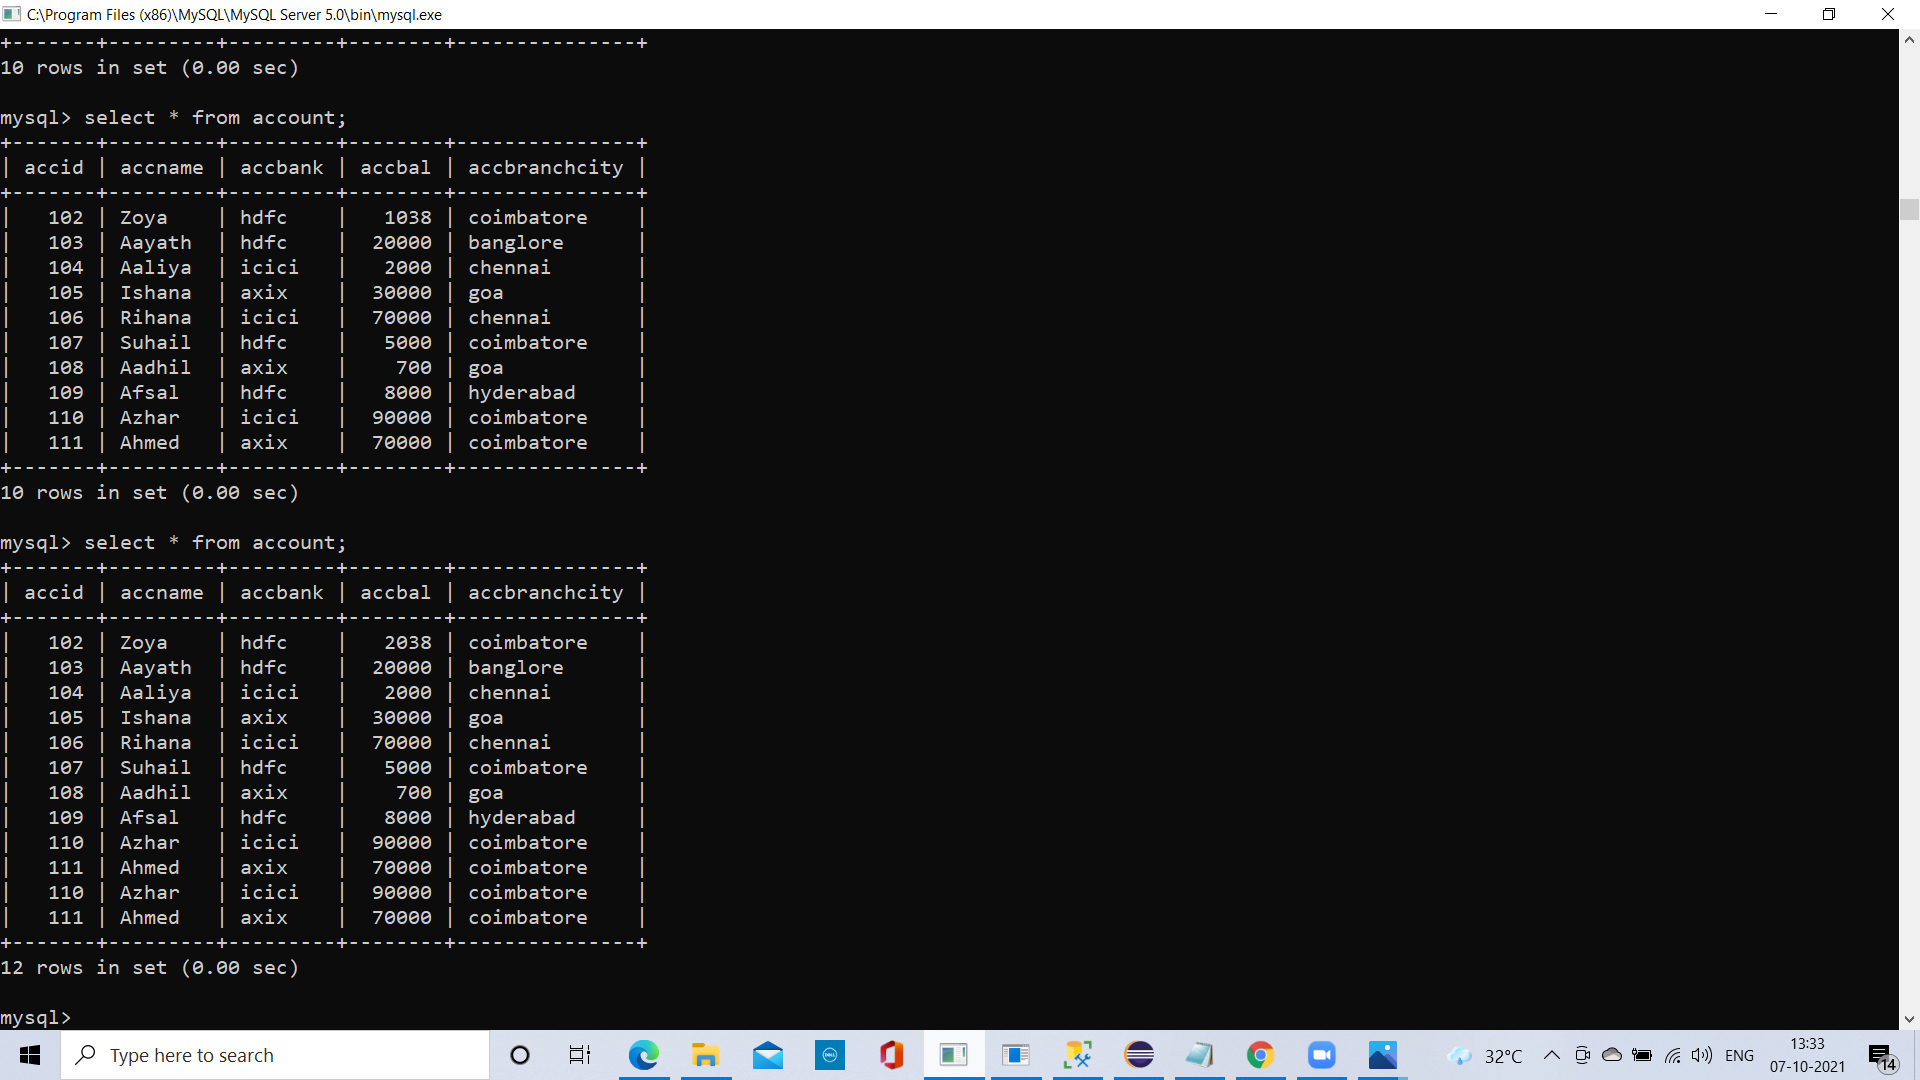 C:\Program Files (x86)\MySQL\MySQL Server 5.0\bin\mysql.exe
+-------+---------+---------+--------+---------------+
10 rows in set (0.00 sec)
mysql> select * from account;
+-------+---------+---------+--------+---------------+
| accid | accname | accbank | accbal | accbranchcity |
+-------+---------+---------+--------+---------------+
|   102 | Zoya    | hdfc    |   1038 | coimbatore    |
|   103 | Aayath  | hdfc    |  20000 | banglore      |
|   104 | Aaliya  | icici   |   2000 | chennai       |
|   105 | Ishana  | axix    |  30000 | goa           |
|   106 | Rihana  | icici   |  70000 | chennai       |
|   107 | Suhail  | hdfc    |   5000 | coimbatore    |
|   108 | Aadhil  | axix    |    700 | goa           |
|   109 | Afsal   | hdfc    |   8000 | hyderabad     |
|   110 | Azhar   | icici   |  90000 | coimbatore    |
|   111 | Ahmed   | axix    |  70000 | coimbatore    |
+-------+---------+---------+--------+---------------+
10 rows in set (0.00 sec)
mysql> select * from account;
+-------+---------+---------+--------+---------------+
| accid | accname | accbank | accbal | accbranchcity |
+-------+---------+---------+--------+---------------+
|   102 | Zoya    | hdfc    |   2038 | coimbatore    |
|   103 | Aayath  | hdfc    |  20000 | banglore      |
|   104 | Aaliya  | icici   |   2000 | chennai       |
|   105 | Ishana  | axix    |  30000 | goa           |
|   106 | Rihana  | icici   |  70000 | chennai       |
|   107 | Suhail  | hdfc    |   5000 | coimbatore    |
|   108 | Aadhil  | axix    |    700 | goa           |
|   109 | Afsal   | hdfc    |   8000 | hyderabad     |
|   110 | Azhar   | icici   |  90000 | coimbatore    |
|   111 | Ahmed   | axix    |  70000 | coimbatore    |
|   110 | Azhar   | icici   |  90000 | coimbatore    |
|   111 | Ahmed   | axix    |  70000 | coimbatore    |
+-------+---------+---------+--------+---------------+
12 rows in set (0.00 sec)
mysql>
Type here to search
DELL
32°C
ENG
13:33
07-10-2021
14